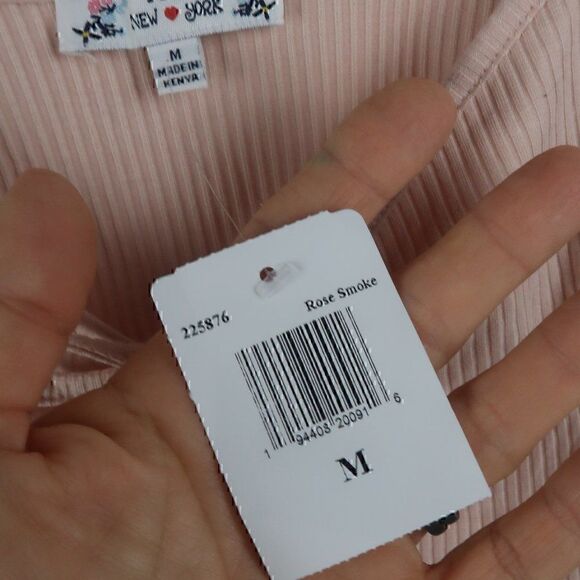 NEW YORK
M
MADE IN
KENYA
225876
Rose Smoke
1 94408 20091 6
M